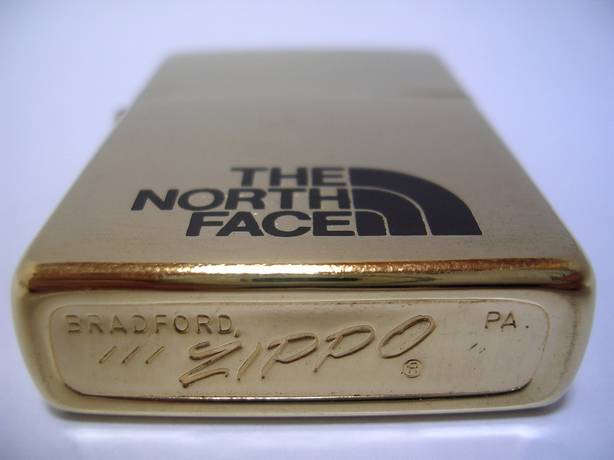 THE
NORTH
FACE
BRADFORD, PA.
/// ZIPPO ® //